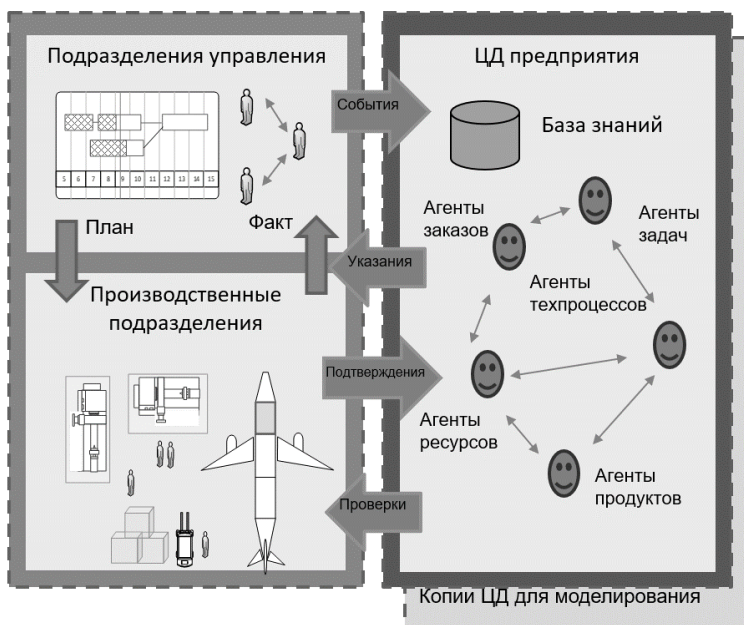 Подразделения управления
5 6 7 8 9 10 11 12 13 14 15
План
Факт
Производственные
подразделения
События
Указания
Подтверждения
Проверки
ЦД предприятия
База знаний
Агенты
заказов
Агенты
задач
Агенты
техпроцессов
Агенты
ресурсов
Агенты
продуктов
Копии ЦД для моделирования